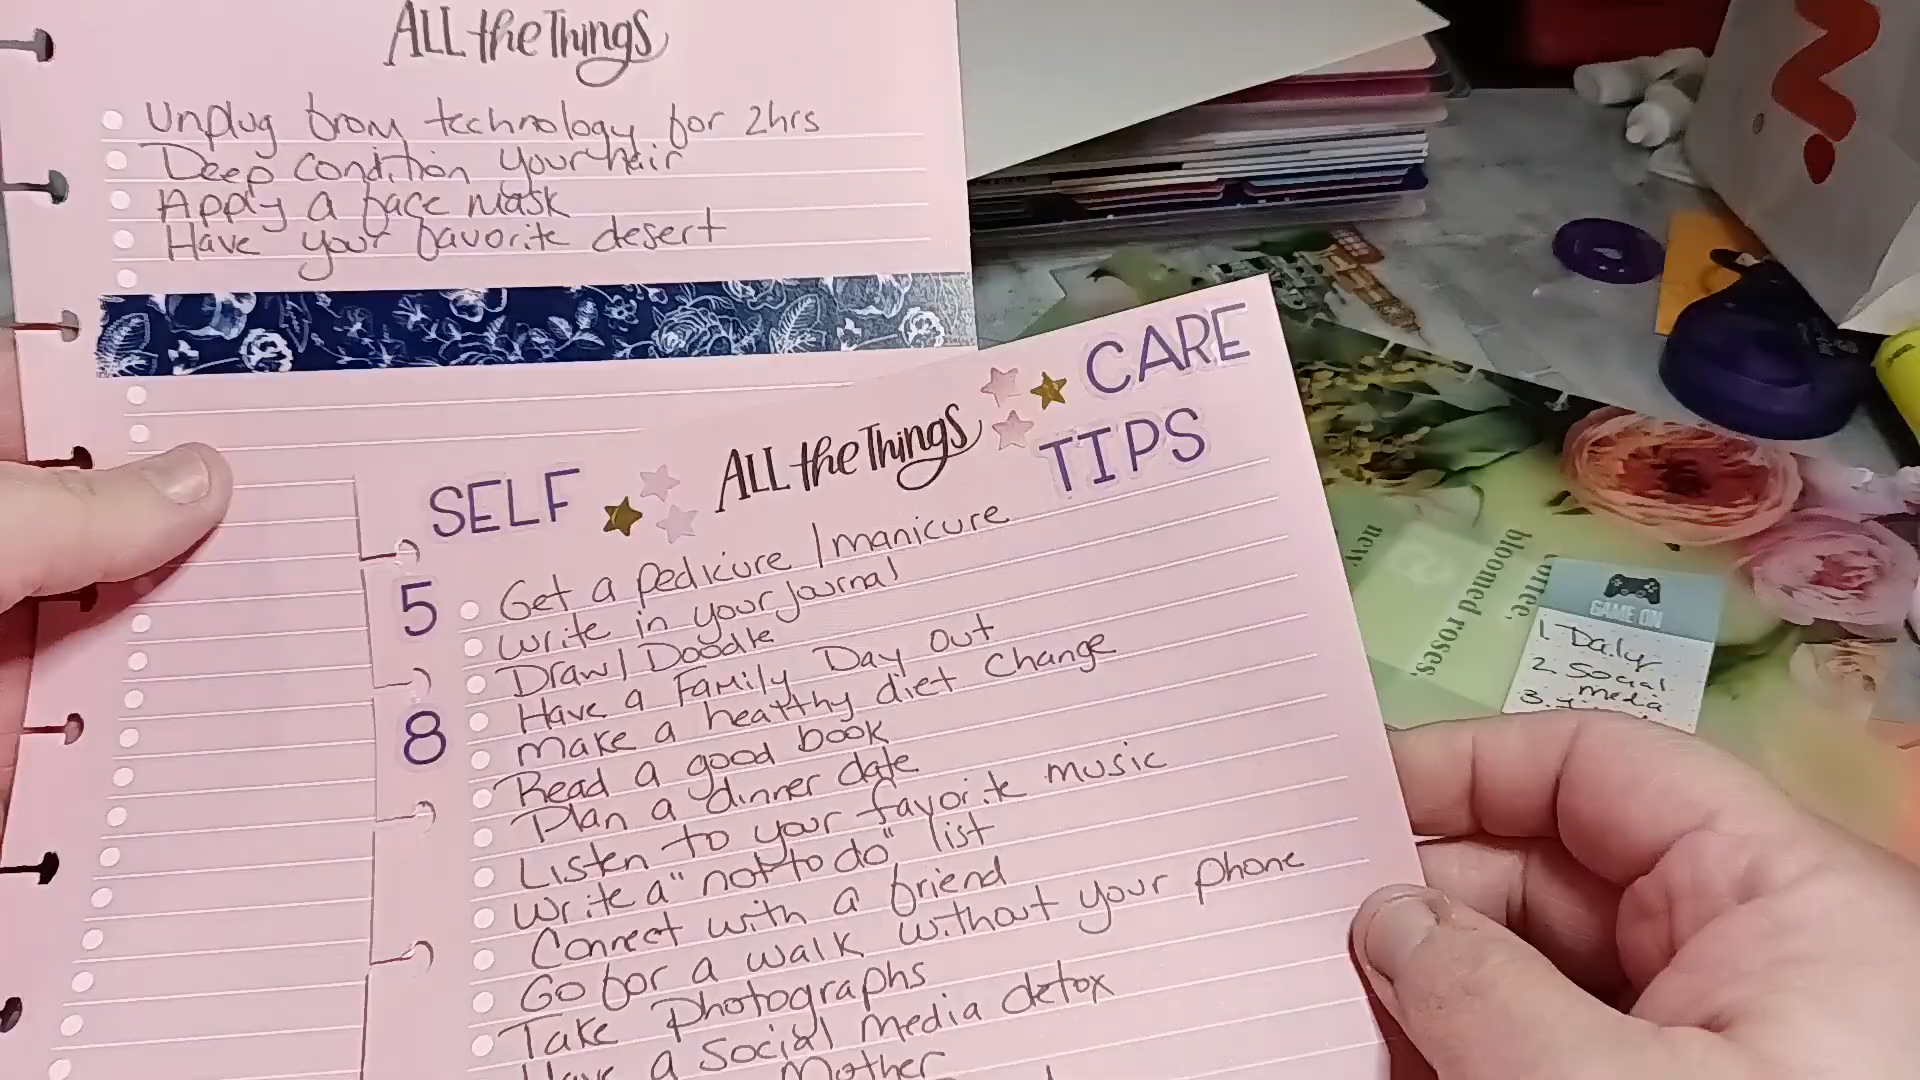 ALL the Things
Unplug from technology for 2hrs
Deep condition your hair
Apply a face mask
Have your favorite desert
SELF ALL the Things CARE
TIPS
5
8
Get a pedicure / manicure
Write in your journal
Draw / Doodle
Have a Family Day out
Make a healthy diet change
Read a good book
Plan a dinner date
Listen to your favorite music
Write a "not to do" list
Connect with a friend
Go for a walk without your phone
Take Photographs
Have a Social Media detox
Mother
new
bloomed roses,
GAME ON
1. Daily
2. Social
media
3.